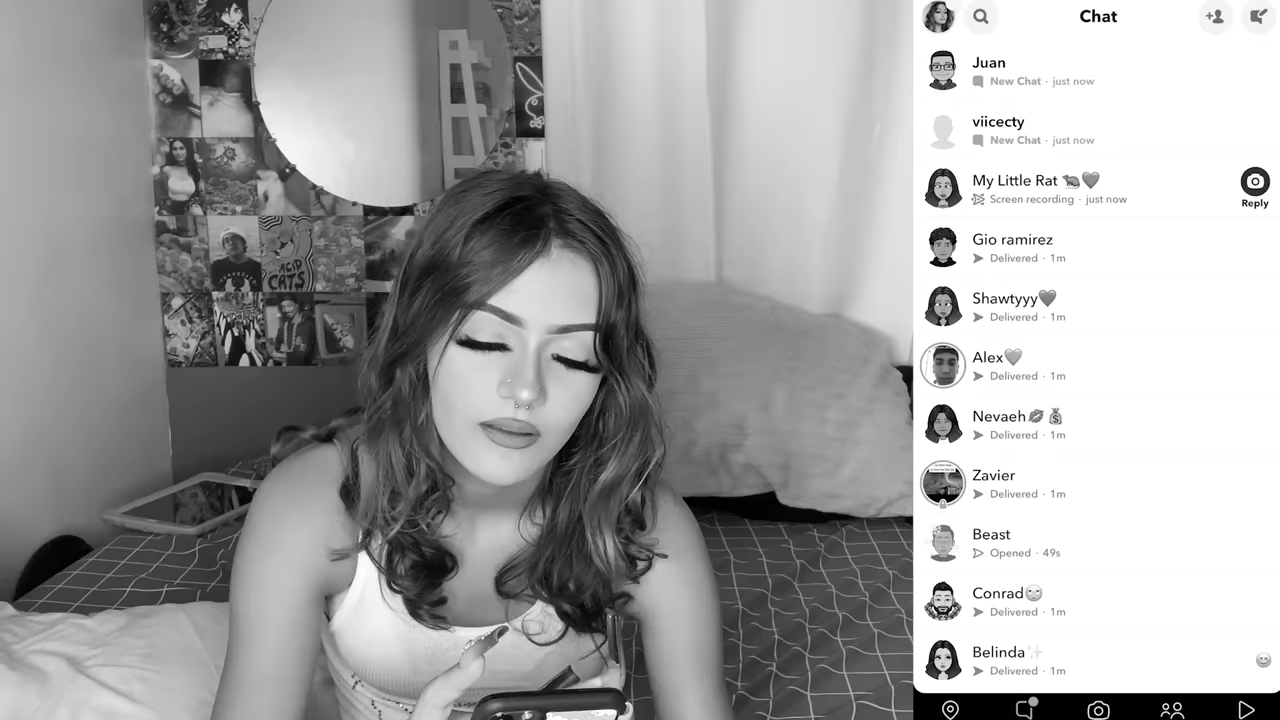 ACID
CATS
Chat
Juan
New Chat · just now
viicecty
New Chat · just now
My Little Rat 🐀🖤
Screen recording · just now
Reply
Gio ramirez
Delivered · 1m
Shawtyyy🖤
Delivered · 1m
Alex🤍
Delivered · 1m
Nevaeh💋💰
Delivered · 1m
Zavier
Delivered · 1m
Beast
Opened · 49s
Conrad🙄
Delivered · 1m
Belinda✨
Delivered · 1m